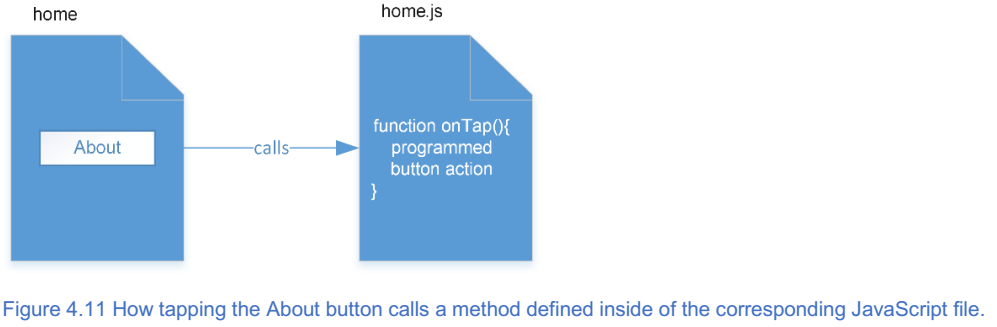 home
home.js
About
calls
function onTap(){
programmed
button action
}
Figure 4.11 How tapping the About button calls a method defined inside of the corresponding JavaScript file.